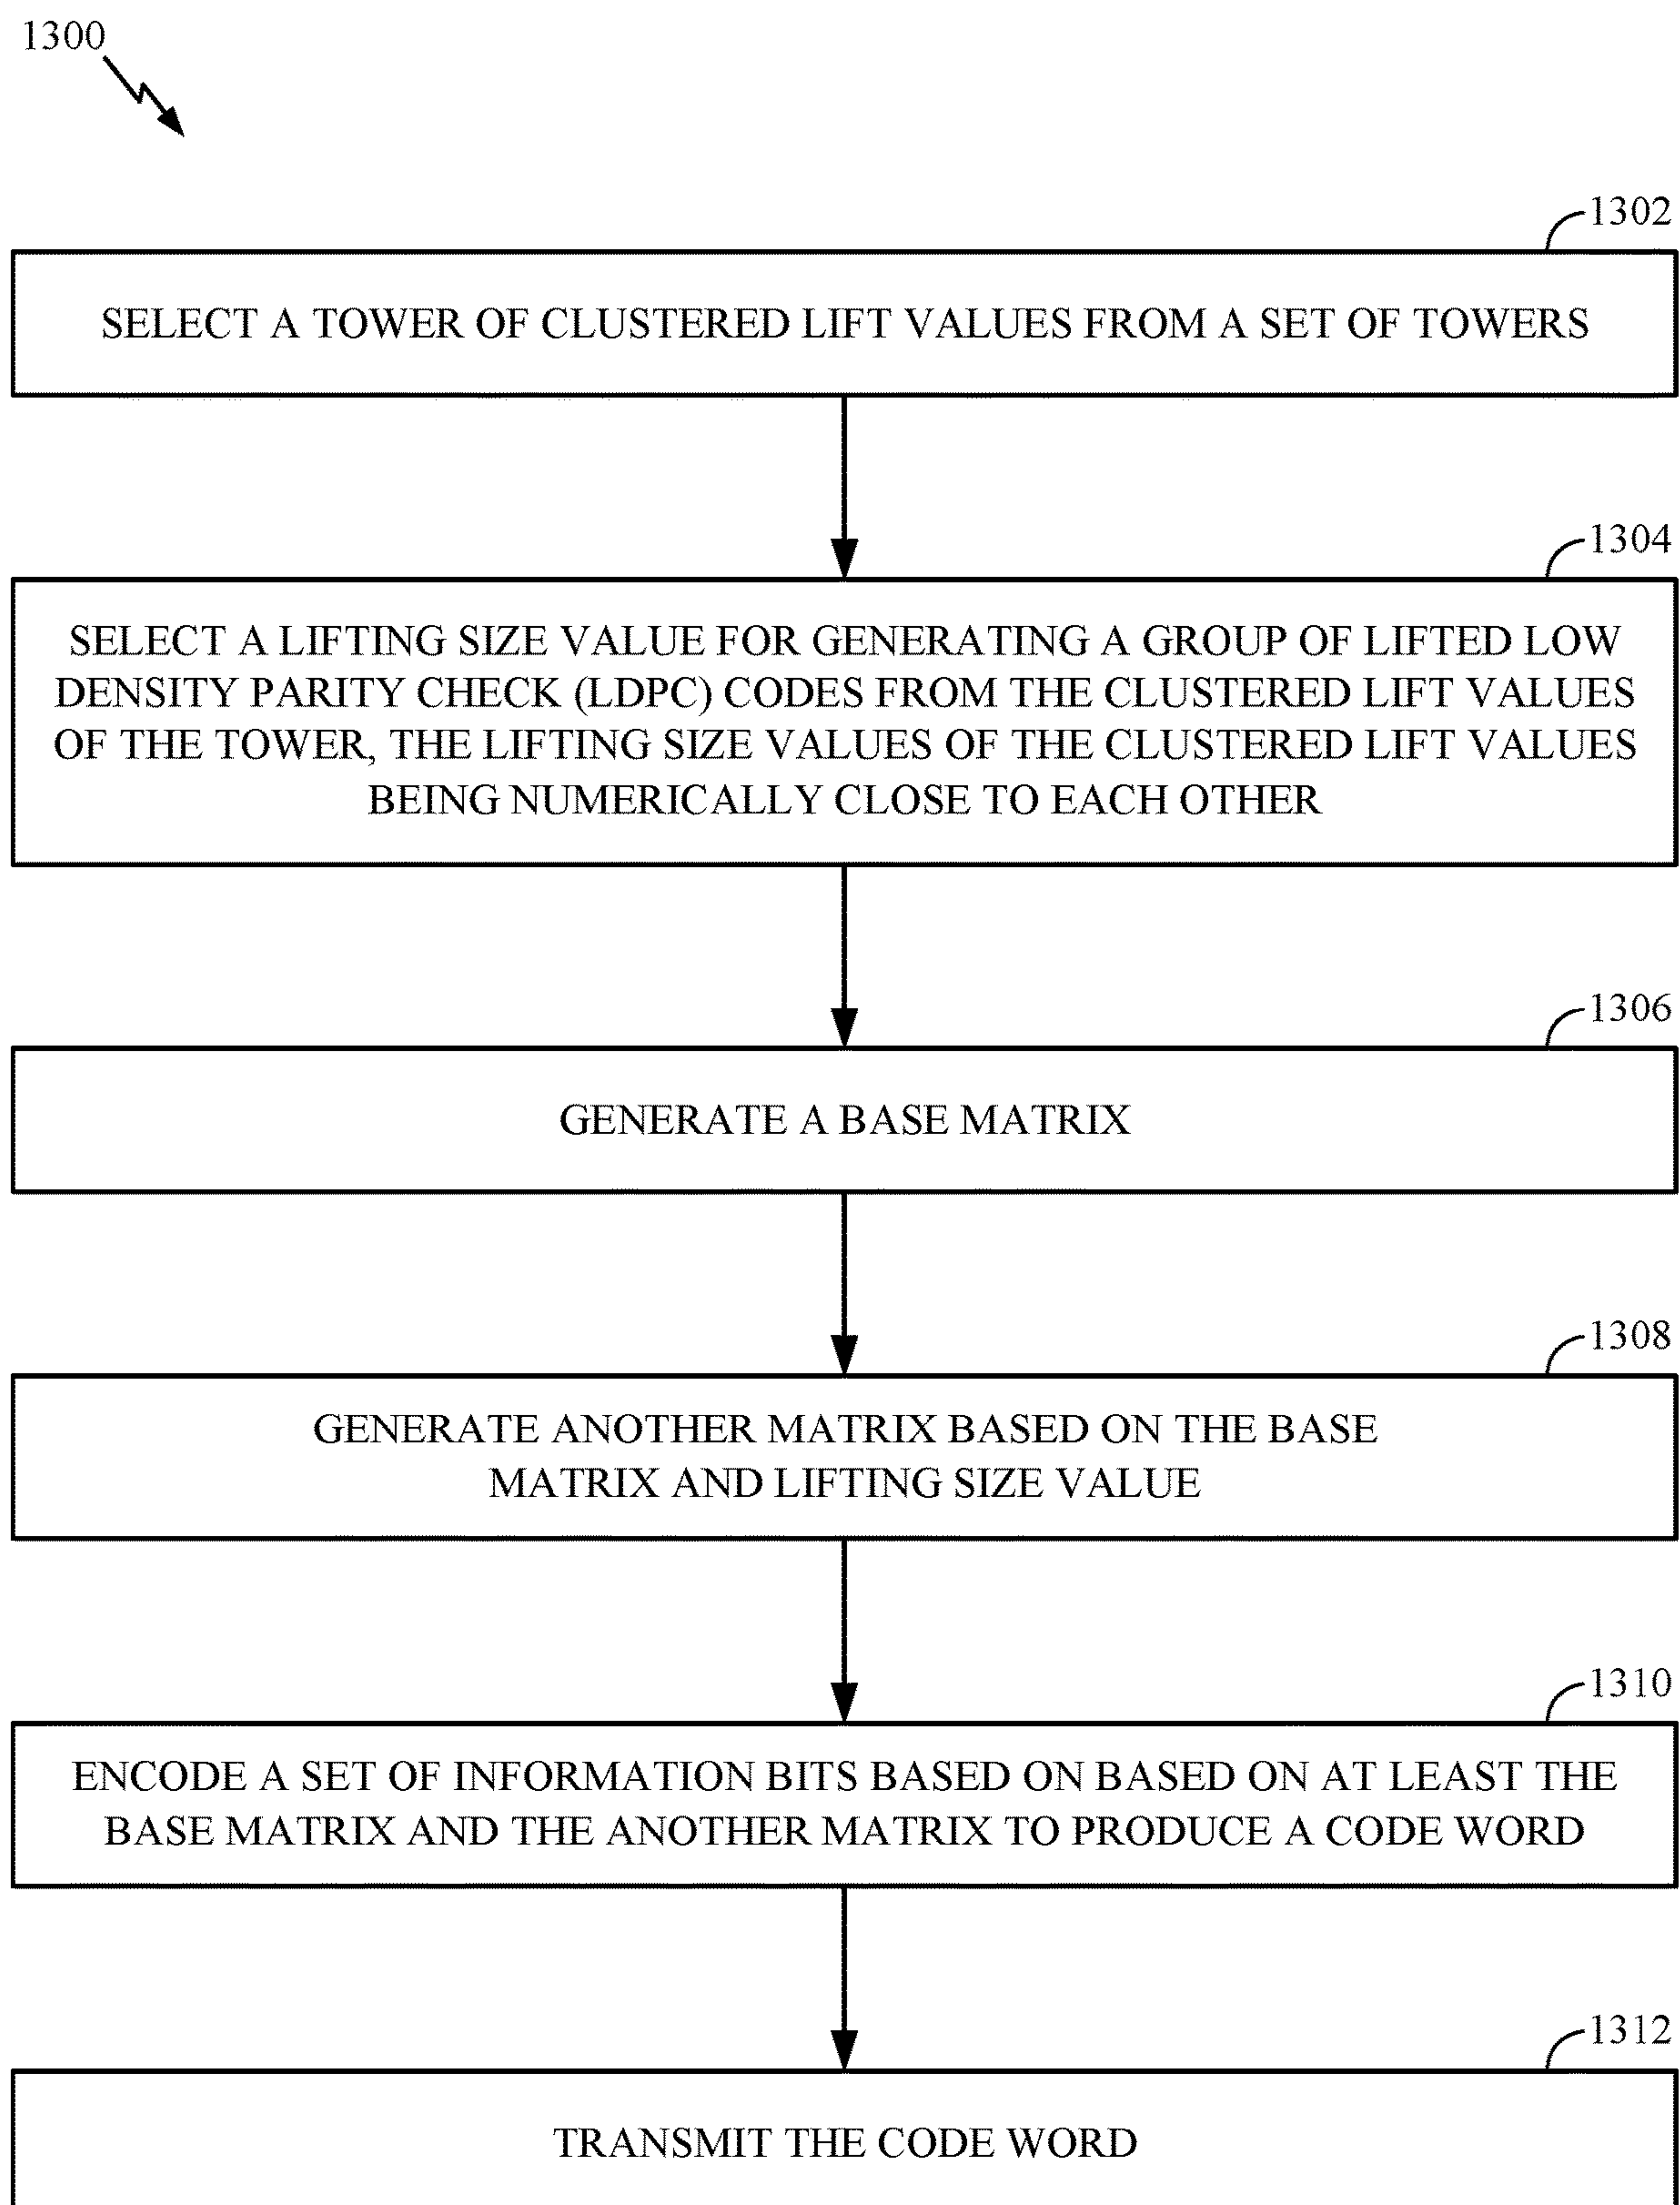 1300
1302
SELECT A TOWER OF CLUSTERED LIFT VALUES FROM A SET OF TOWERS
1304
SELECT A LIFTING SIZE VALUE FOR GENERATING A GROUP OF LIFTED LOW
DENSITY PARITY CHECK (LDPC) CODES FROM THE CLUSTERED LIFT VALUES
OF THE TOWER, THE LIFTING SIZE VALUES OF THE CLUSTERED LIFT VALUES
BEING NUMERICALLY CLOSE TO EACH OTHER
1306
GENERATE A BASE MATRIX
1308
GENERATE ANOTHER MATRIX BASED ON THE BASE
MATRIX AND LIFTING SIZE VALUE
1310
ENCODE A SET OF INFORMATION BITS BASED ON BASED ON AT LEAST THE
BASE MATRIX AND THE ANOTHER MATRIX TO PRODUCE A CODE WORD
1312
TRANSMIT THE CODE WORD